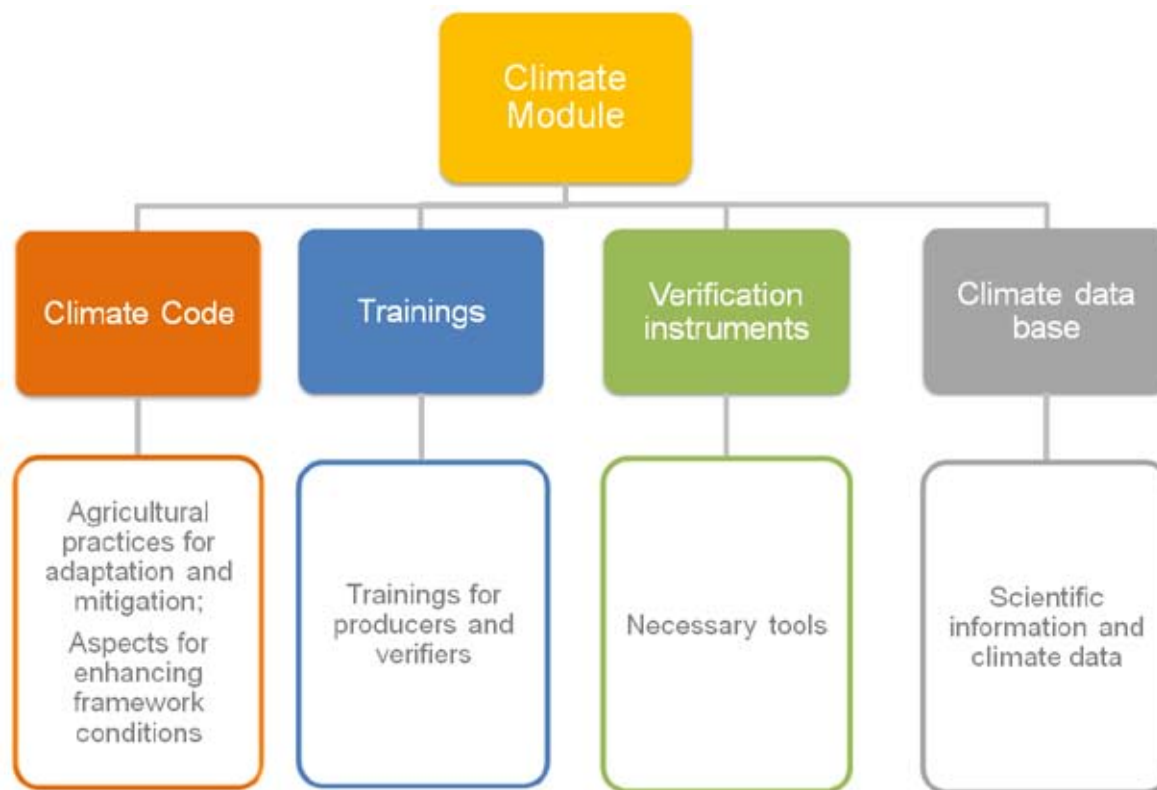 Climate
Module
Climate Code
Trainings
Verification
instruments
Climate data
base
Agricultural
practices for
adaptation and
mitigation;
Aspects for
enhancing
framework
conditions
Trainings for
producers and
verifiers
Necessary tools
Scientific
information and
climate data